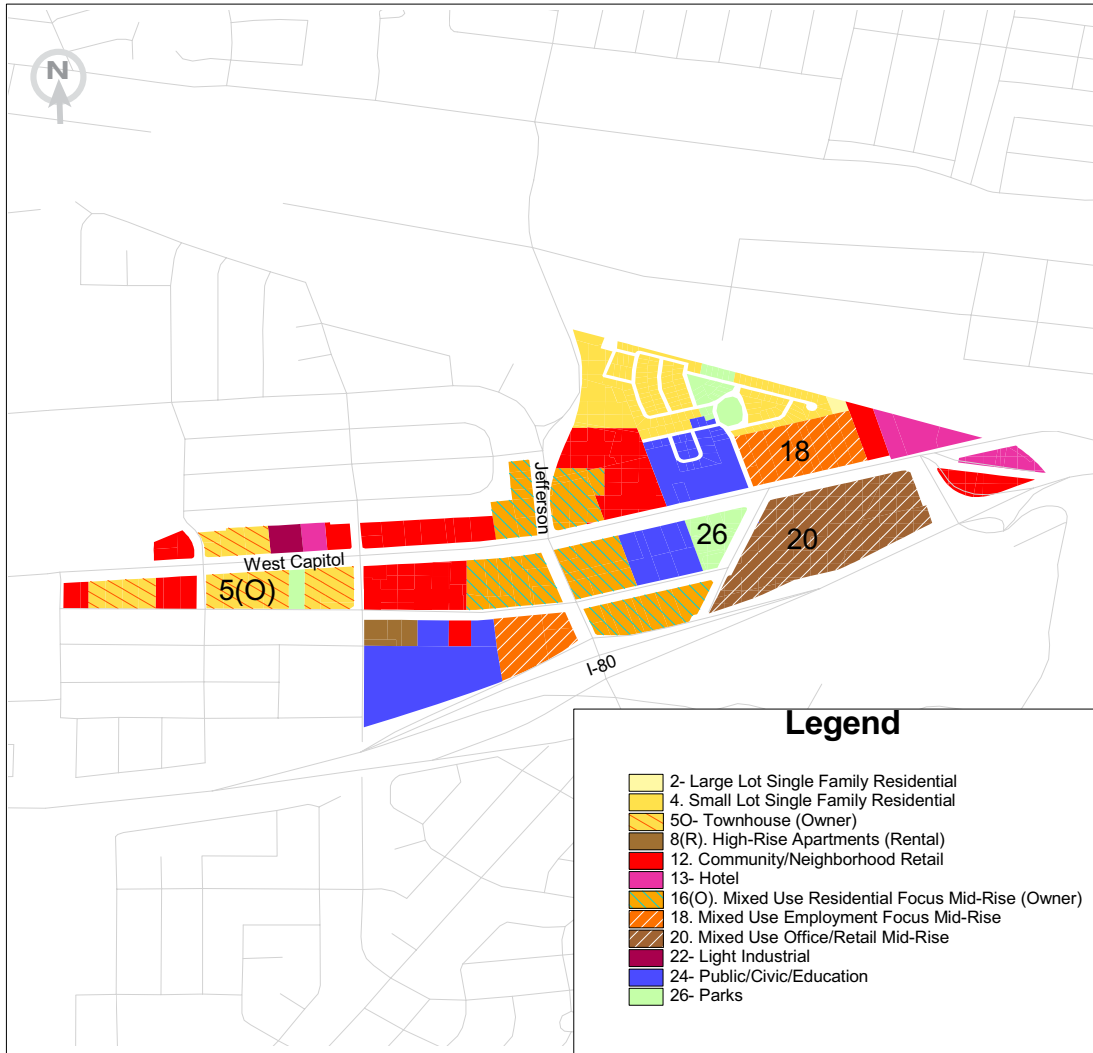 N
18
Jefferson
26
20
West Capitol
5(O)
I-80
Legend
2- Large Lot Single Family Residential
4. Small Lot Single Family Residential
5O- Townhouse (Owner)
8(R). High-Rise Apartments (Rental)
12. Community/Neighborhood Retail
13- Hotel
16(O). Mixed Use Residential Focus Mid-Rise (Owner)
18. Mixed Use Employment Focus Mid-Rise
20. Mixed Use Office/Retail Mid-Rise
22- Light Industrial
24- Public/Civic/Education
26- Parks